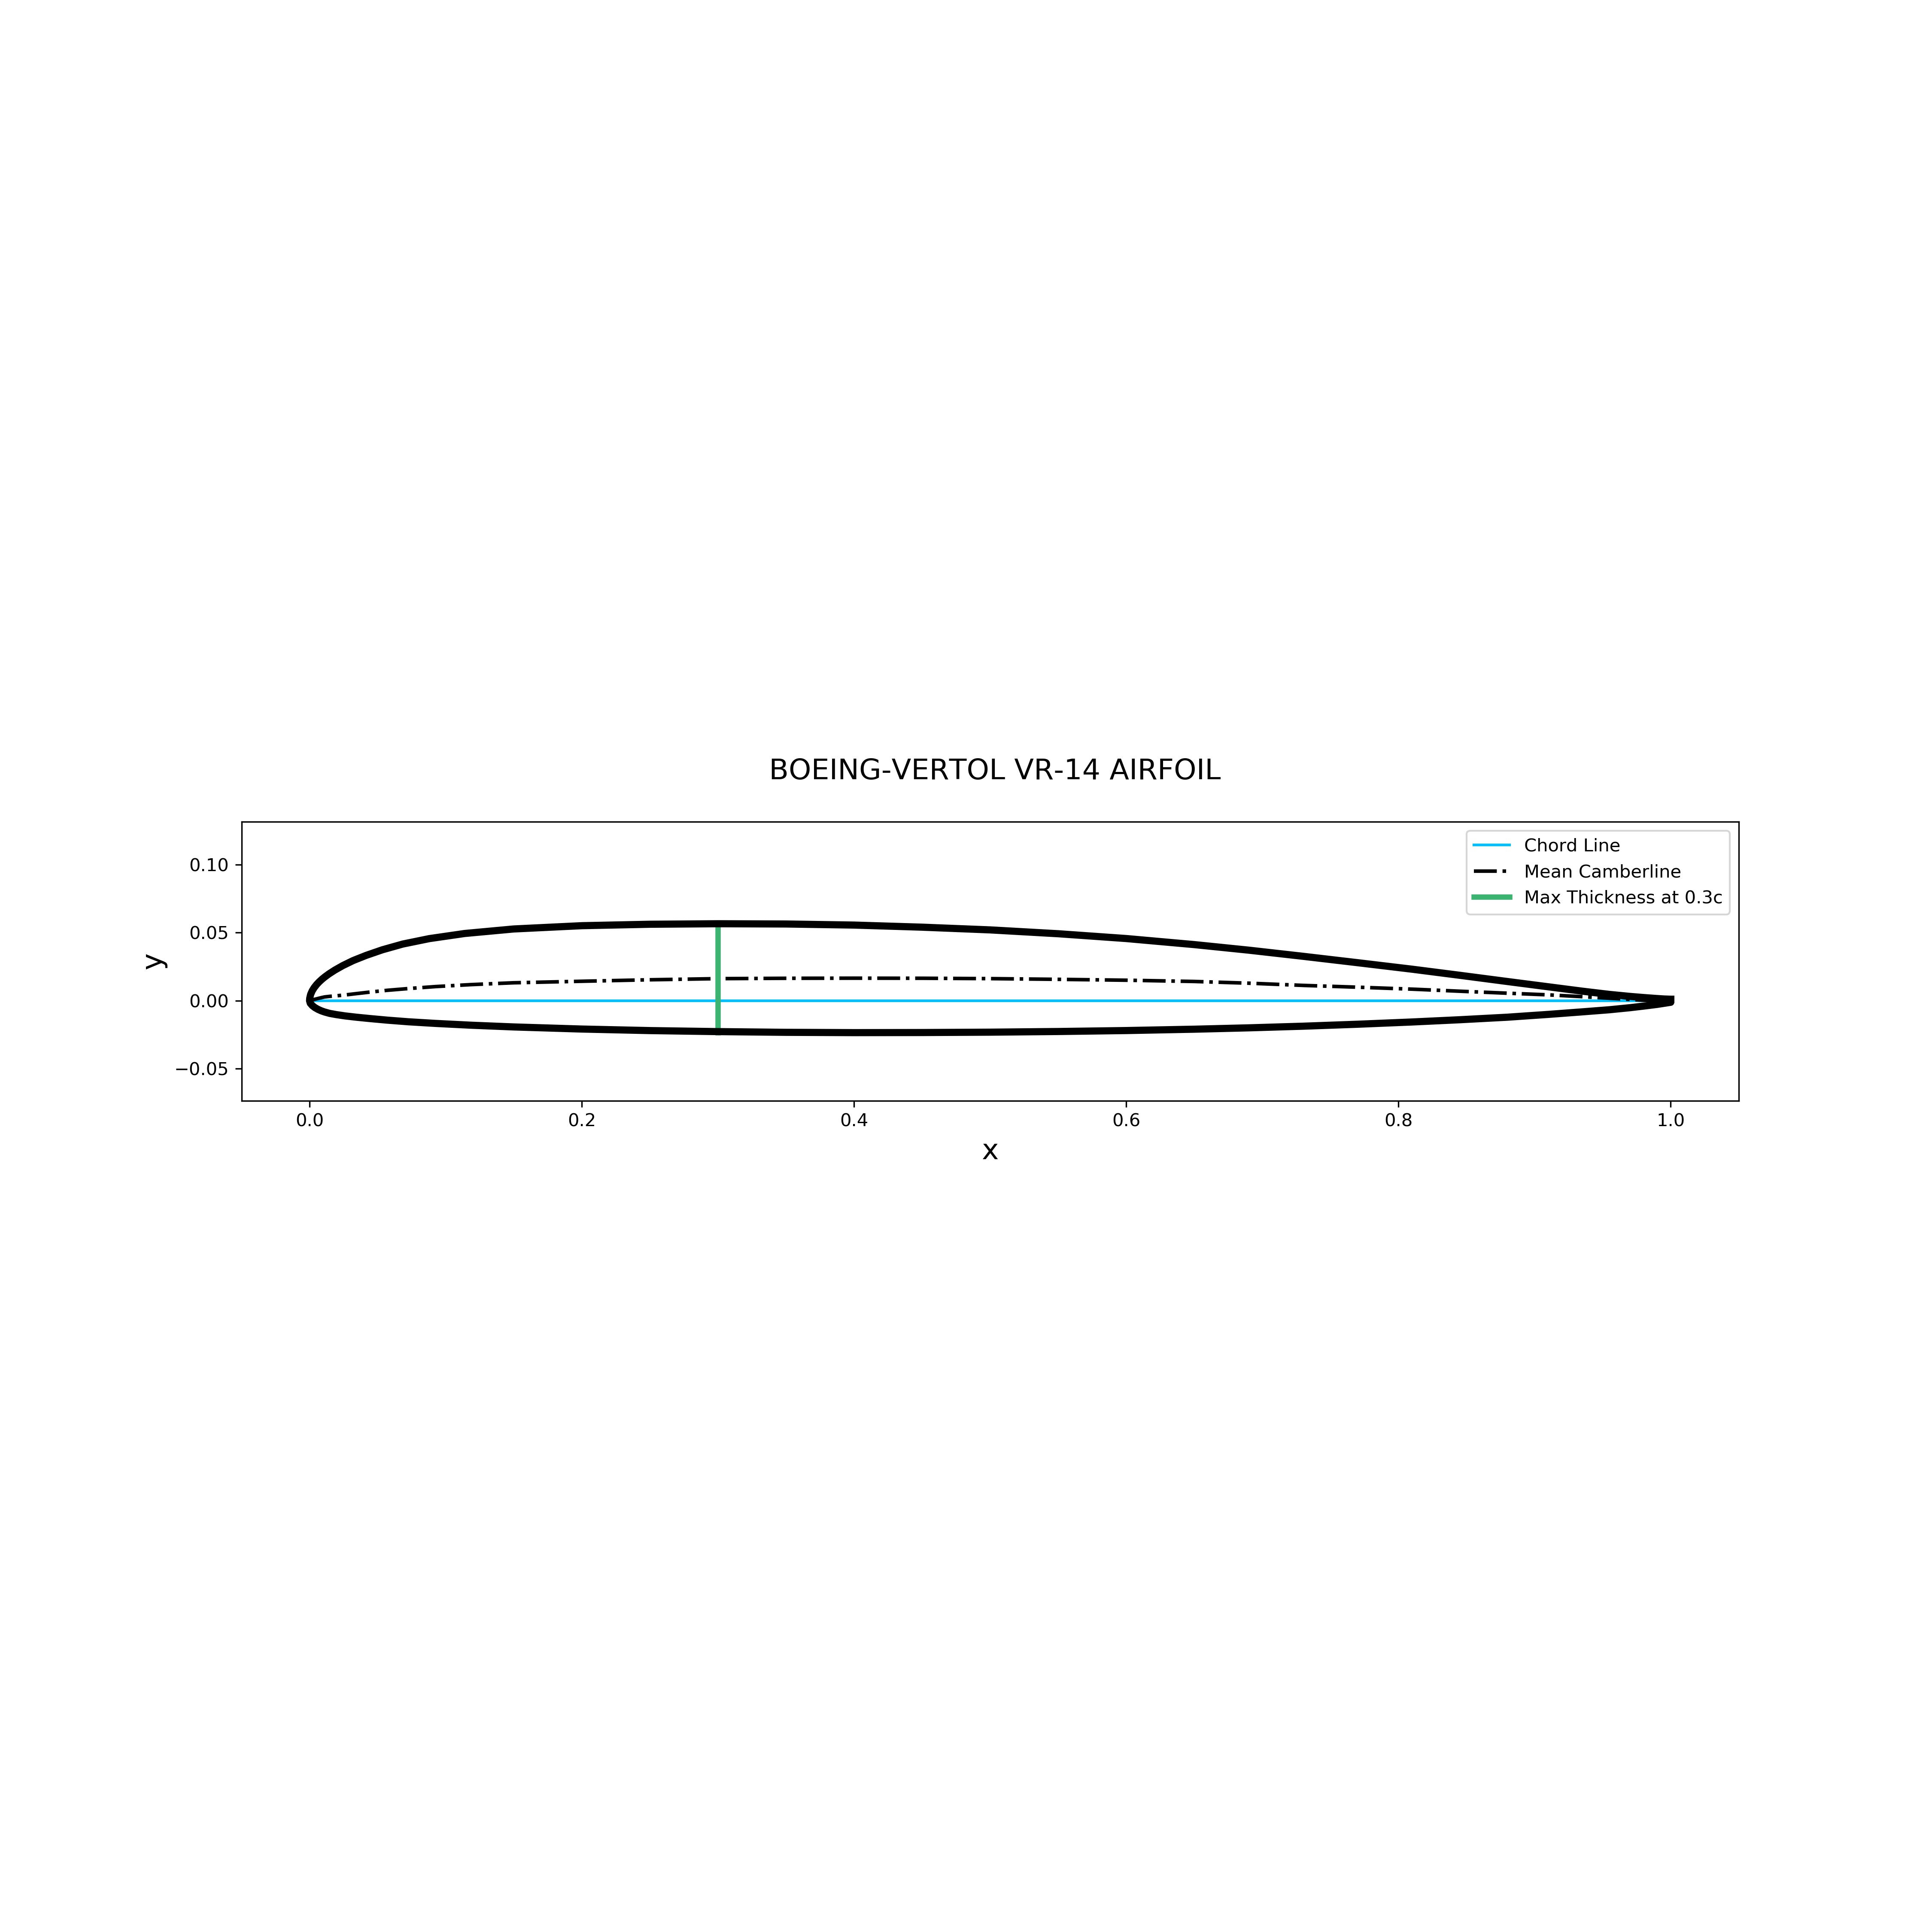 BOEING-VERTOL VR-14 AIRFOIL
Chord Line
Mean Camberline
Max Thickness at 0.3c
0.10
0.05
0.00
−0.05
y
0.0 0.2 0.4 0.6 0.8 1.0
x